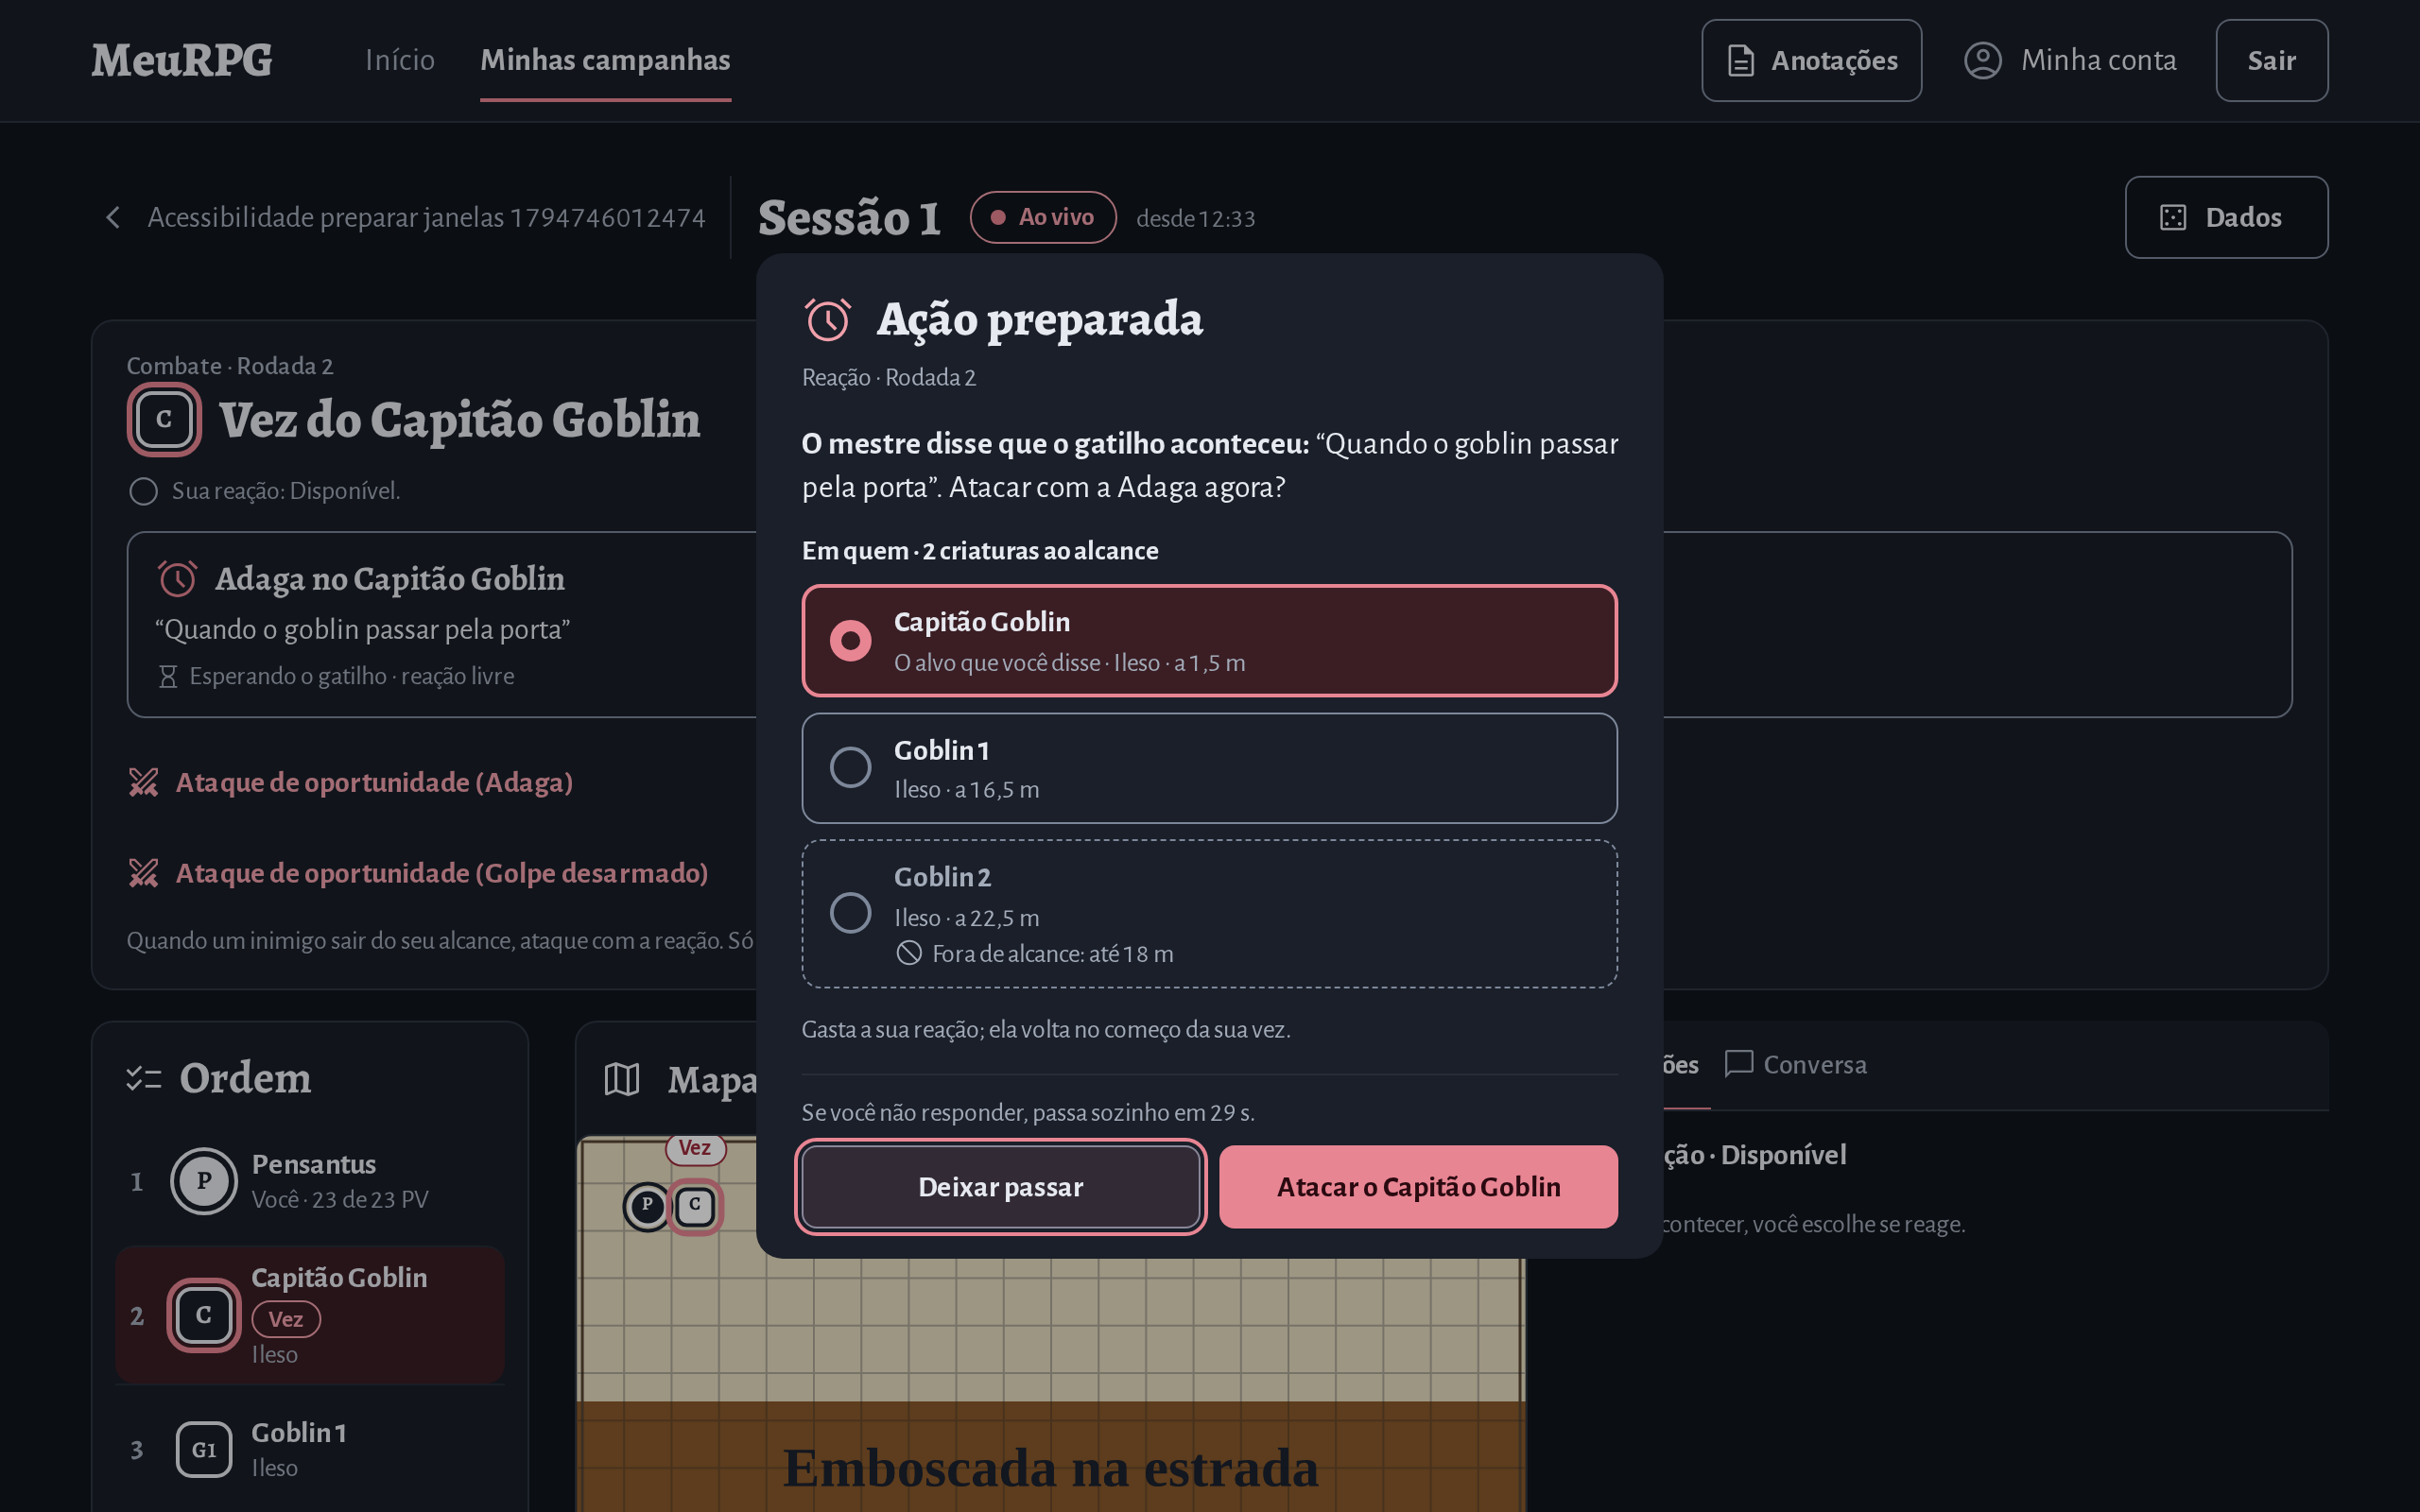 MeuRPG
Início
Minhas campanhas
Anotações
Minha conta
Sair
Acessibilidade preparar janelas 1794746012474
Sessão 1
Ao vivo
desde 12:33
Dados
Combate · Rodada 2
C
Vez do Capitão Goblin
Sua reação: Disponível.
Adaga no Capitão Goblin
“Quando o goblin passar pela porta”
Esperando o gatilho · reação livre
Ataque de oportunidade (Adaga)
Ataque de oportunidade (Golpe desarmado)
Quando um inimigo sair do seu alcance, ataque com a reação. Só
Ação preparada
Reação · Rodada 2
O mestre disse que o gatilho aconteceu: “Quando o goblin passar
pela porta”. Atacar com a Adaga agora?
Em quem · 2 criaturas ao alcance
Capitão Goblin
O alvo que você disse · Ileso · a 1,5 m
Goblin 1
Ileso · a 16,5 m
Goblin 2
Ileso · a 22,5 m
Fora de alcance: até 18 m
Gasta a sua reação; ela volta no começo da sua vez.
Se você não responder, passa sozinho em 29 s.
Deixar passar
Atacar o Capitão Goblin
Ordem
1
P
Pensantus
Você · 23 de 23 PV
2
C
Capitão Goblin
Vez
Ileso
3
G1
Goblin 1
Ileso
Mapa
Vez
P
C
Emboscada na estrada
ões
Conversa
ção · Disponível
contecer, você escolhe se reage.